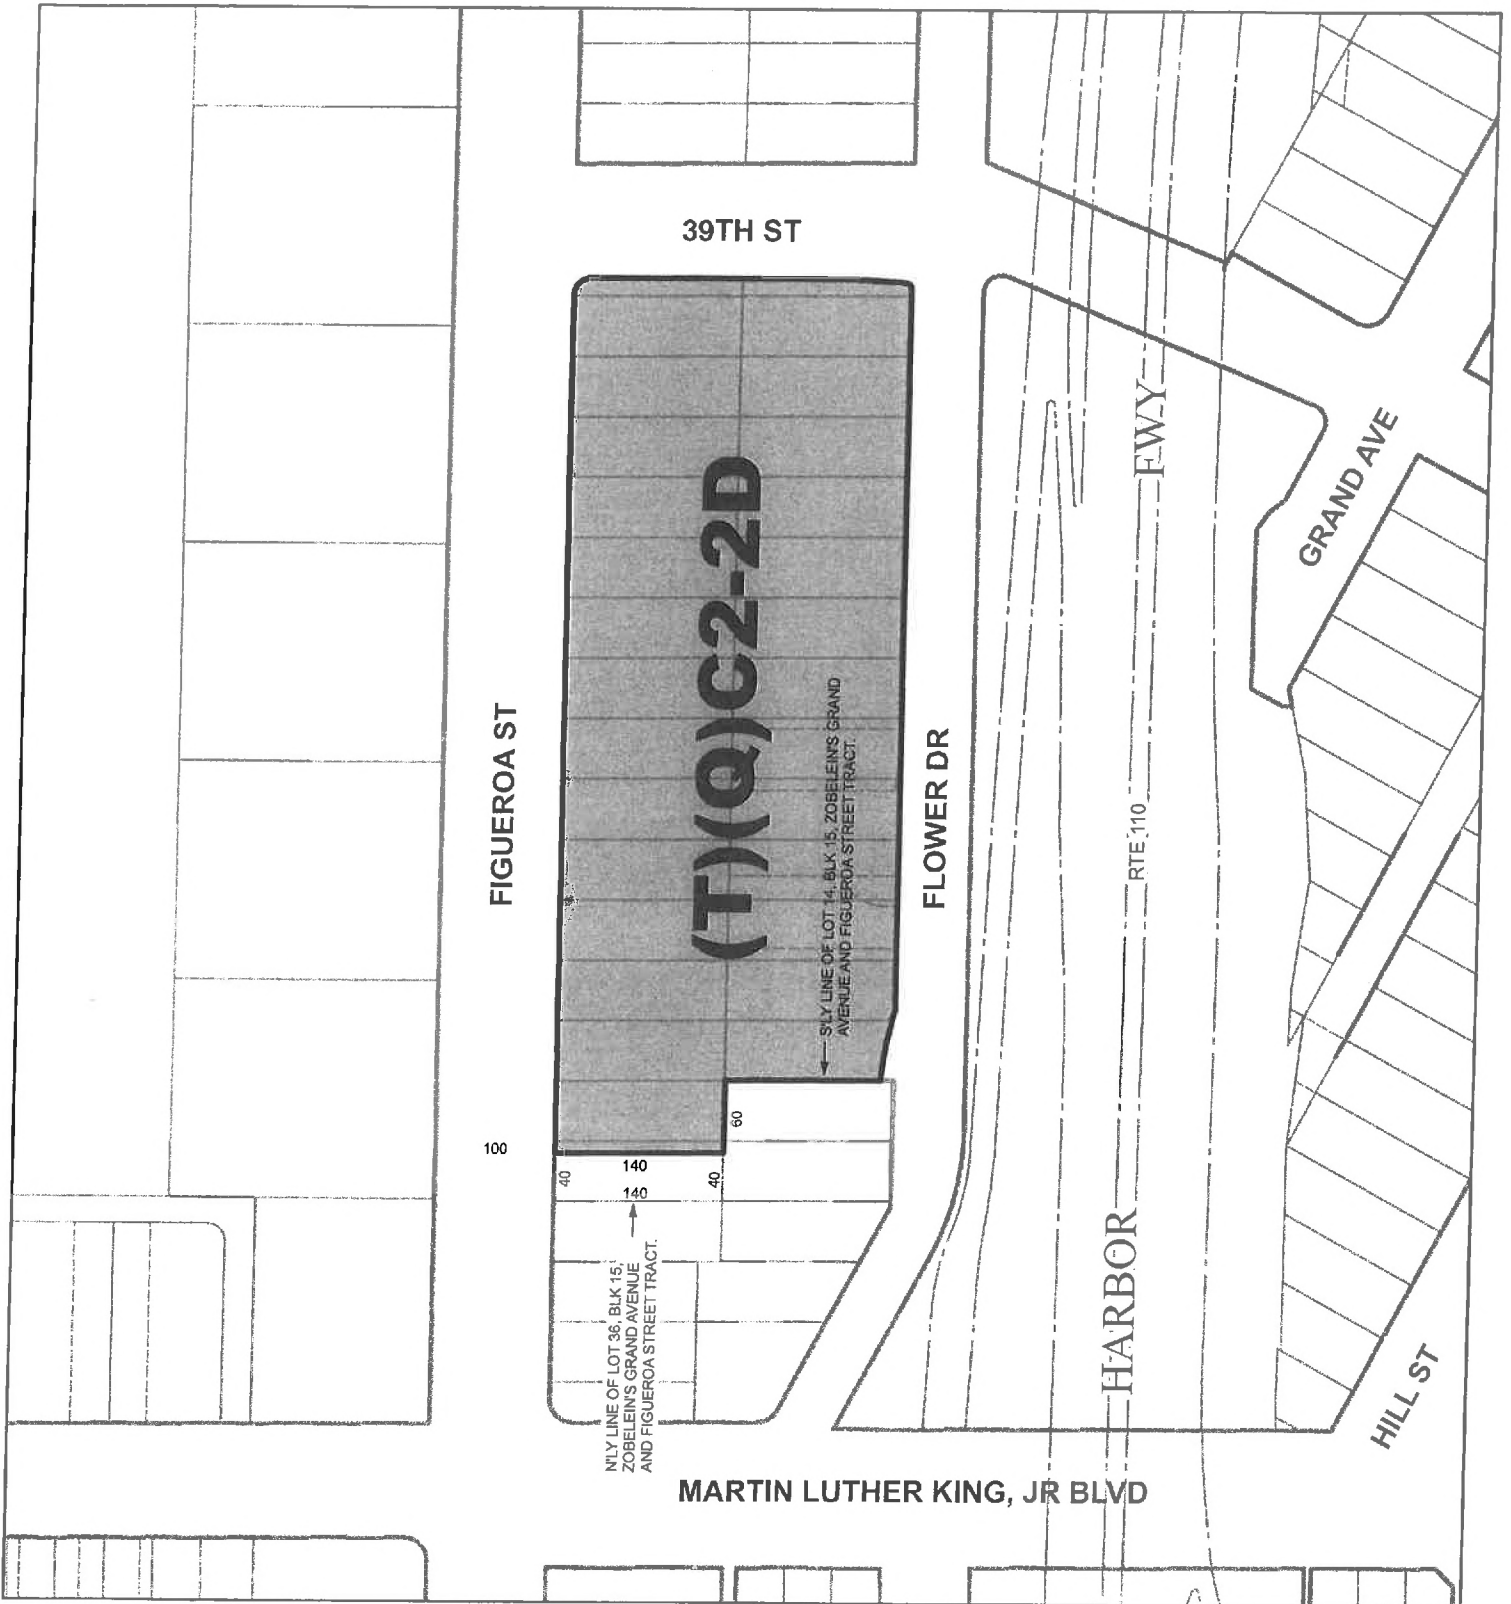 39TH ST
FWY
GRAND AVE
(T)(Q)C2-2D
S'LY LINE OF LOT 14, BLK 15, ZOBELEIN'S GRAND
AVENUE AND FIGUEROA STREET TRACT.
FIGUEROA ST
FLOWER DR
RTE 110
60
100
140
40
40
140
N'LY LINE OF LOT 36, BLK 15,
ZOBELEIN'S GRAND AVENUE
AND FIGUEROA STREET TRACT.
HARBOR
HILL ST
MARTIN LUTHER KING, JR BLVD